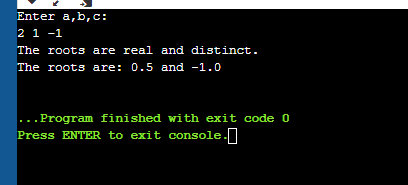 Enter a,b,c:
2 1 -1
The roots are real and distinct.
The roots are: 0.5 and -1.0
...Program finished with exit code 0
Press ENTER to exit console.